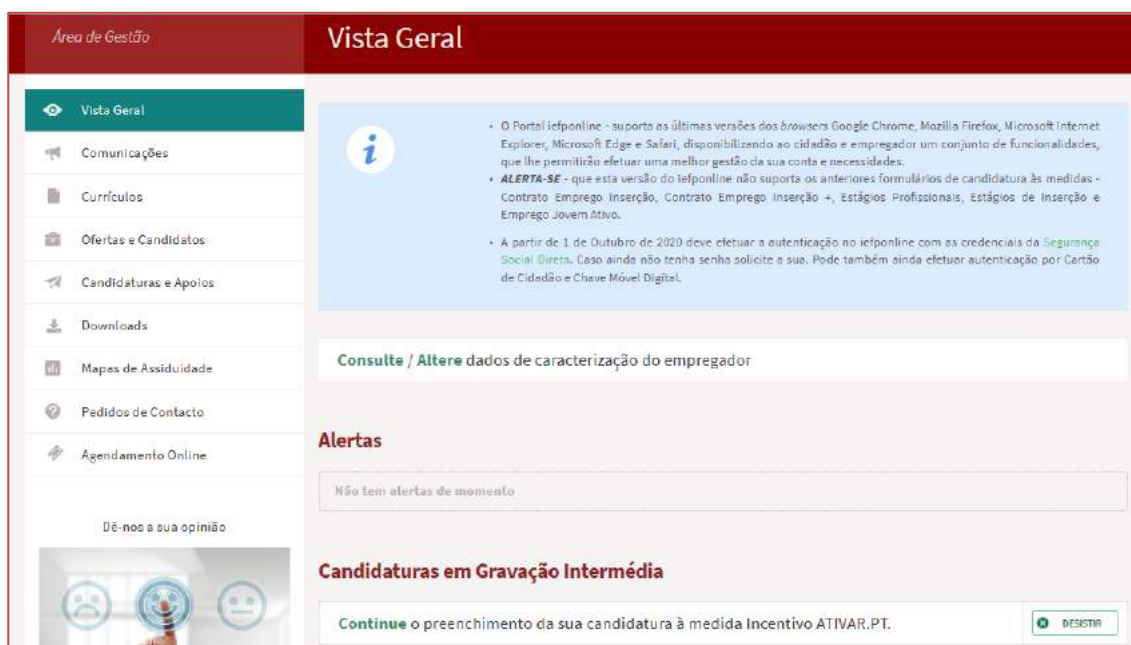 Área de Gestão
Vista Geral
Vista Geral
Comunicações
Currículos
Ofertas e Candidatos
Candidaturas e Apoios
Downloads
Mapas de Assiduidade
Pedidos de Contacto
Agendamento Online
Dê-nos a sua opinião
• O Portal iefponline - suporta as últimas versões dos browsers Google Chrome, Mozilla Firefox, Microsoft Internet
Explorer, Microsoft Edge e Safari, disponibilizando ao cidadão e empregador um conjunto de funcionalidades,
que lhe permitirão efetuar uma melhor gestão da sua conta e necessidades.
• ALERTA-SE - que esta versão do iefponline não suporta os anteriores formulários de candidatura às medidas -
Contrato Emprego Inserção, Contrato Emprego Inserção +, Estágios Profissionais, Estágios de Inserção e
Emprego Jovem Ativo.
• A partir de 1 de Outubro de 2020 deve efetuar a autenticação no iefponline com as credenciais da Segurança
Social Direta. Caso ainda não tenha senha solicite a sua. Pode também ainda efetuar autenticação por Cartão
de Cidadão e Chave Móvel Digital.
Consulte / Altere dados de caracterização do empregador
Alertas
Não tem alertas de momento
Candidaturas em Gravação Intermédia
Continue o preenchimento da sua candidatura à medida Incentivo ATIVAR.PT.
DESISTIR